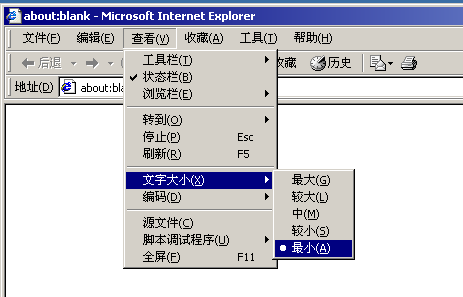 about:blank - Microsoft Internet Explorer
文件(F) 编辑(E) 查看(V) 收藏(A) 工具(T) 帮助(H)
后退 工具栏(T) 藏 历史
状态栏(B)
地址(D) about:bla 浏览栏(E)
转到(O)
停止(P) Esc
刷新(R) F5
文字大小(X) 最大(G)
编码(D) 较大(L)
中(M)
源文件(C) 较小(S)
脚本调试程序(U) 最小(A)
全屏(F) F11